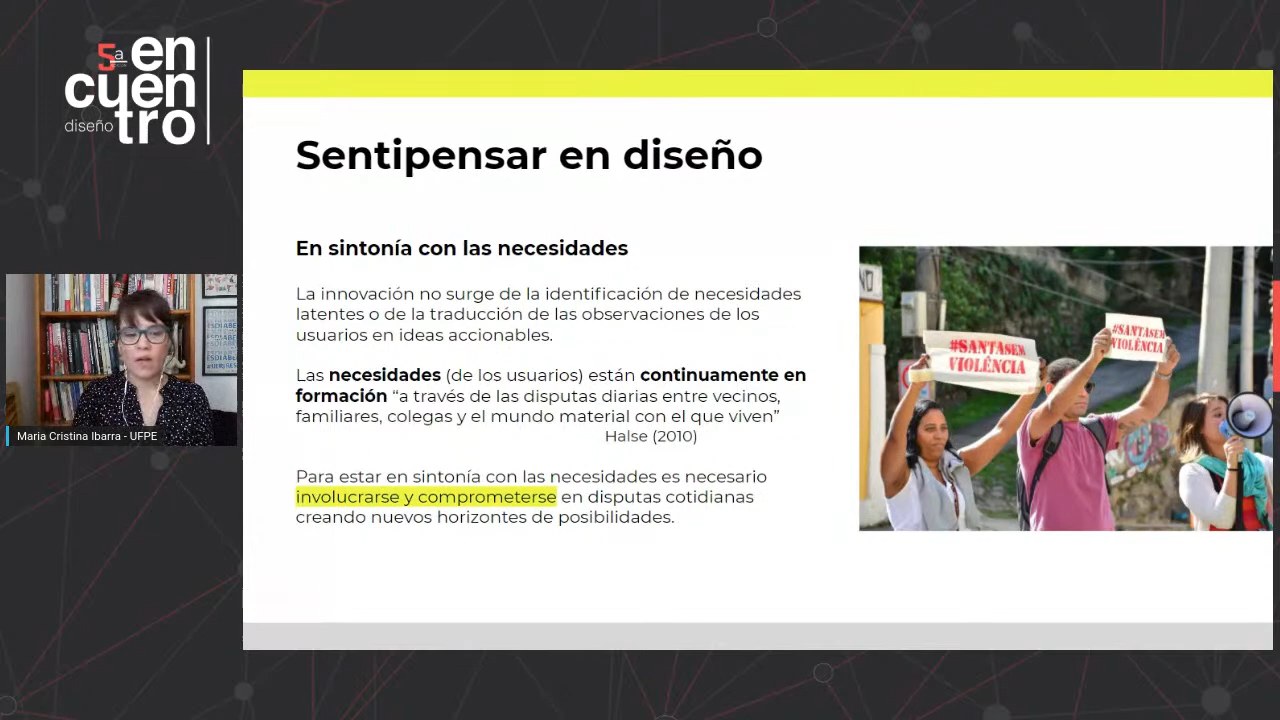 5a en
cuen
diseño tro
Sentipensar en diseño
En sintonía con las necesidades
La innovación no surge de la identificación de necesidades
latentes o de la traducción de las observaciones de los
usuarios en ideas accionables.
Las necesidades (de los usuarios) están continuamente en
formación “a través de las disputas diarias entre vecinos,
familiares, colegas y el mundo material con el que viven”
Halse (2010)
Para estar en sintonía con las necesidades es necesario
involucrarse y comprometerse en disputas cotidianas
creando nuevos horizontes de posibilidades.
#SANTASEM
VIOLÊNCIA
#SANTASEM
VIOLÊNCIA
Maria Cristina Ibarra - UFPE